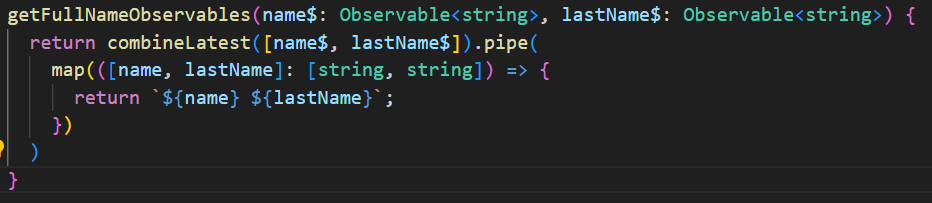 getFullNameObservables(name$: Observable<string>, lastName$: Observable<string>) {
  return combineLatest([name$, lastName$]).pipe(
    map(([name, lastName]: [string, string]) => {
      return `${name} ${lastName}`;
    })
  )
}